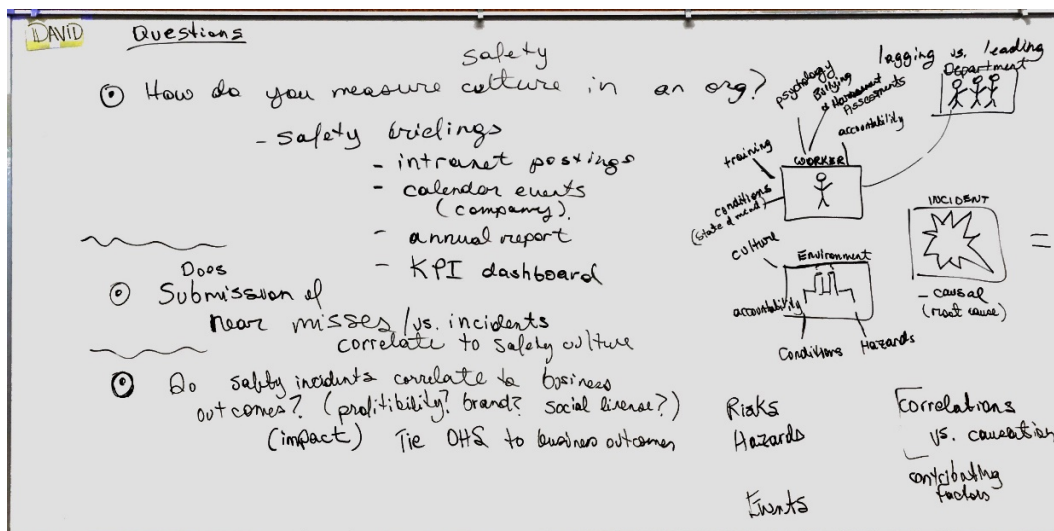 DAVID
Questions
Safety
How do you measure culture in an org?
- safety briefings
- intranet postings
- calendar events
(company).
- annual report
- KPI dashboard
Does
Submission of
near misses / vs. incidents
correlate to safety culture
Do safety incidents correlate to business
outcomes? (profitibility? brand? social license?)
(impact) Tie OHS to business outcomes
lagging vs. leading
Department
psychology
Bullying
& Harassment
Assessments
accountability
training
WORKER
conditions
(State of mind)
INCIDENT
=
- causal
(root cause)
culture
Environment
accountability
Conditions
Hazards
Risks
Hazards
Events
Correlations
vs. causation
contributing
factors